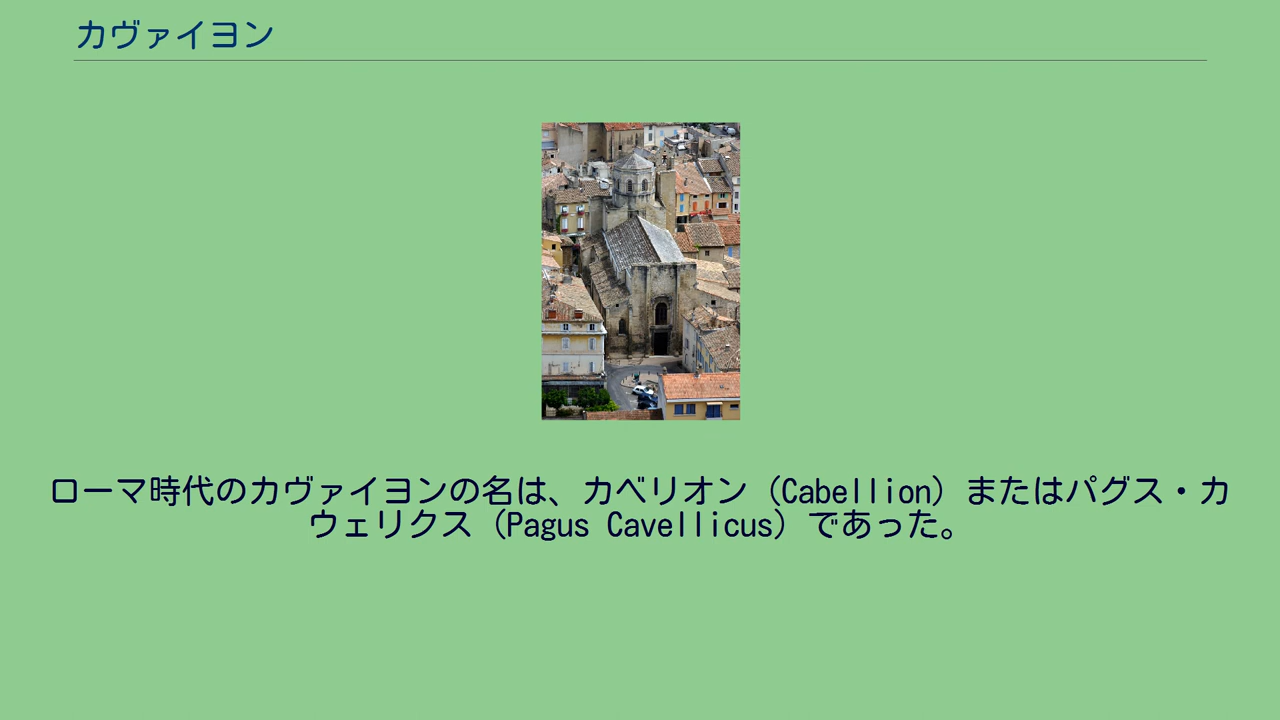 カヴァイヨン
ローマ時代のカヴァイヨンの名は、カベリオン（Cabellion）またはパグス・カ
ウェリクス（Pagus Cavellicus）であった。